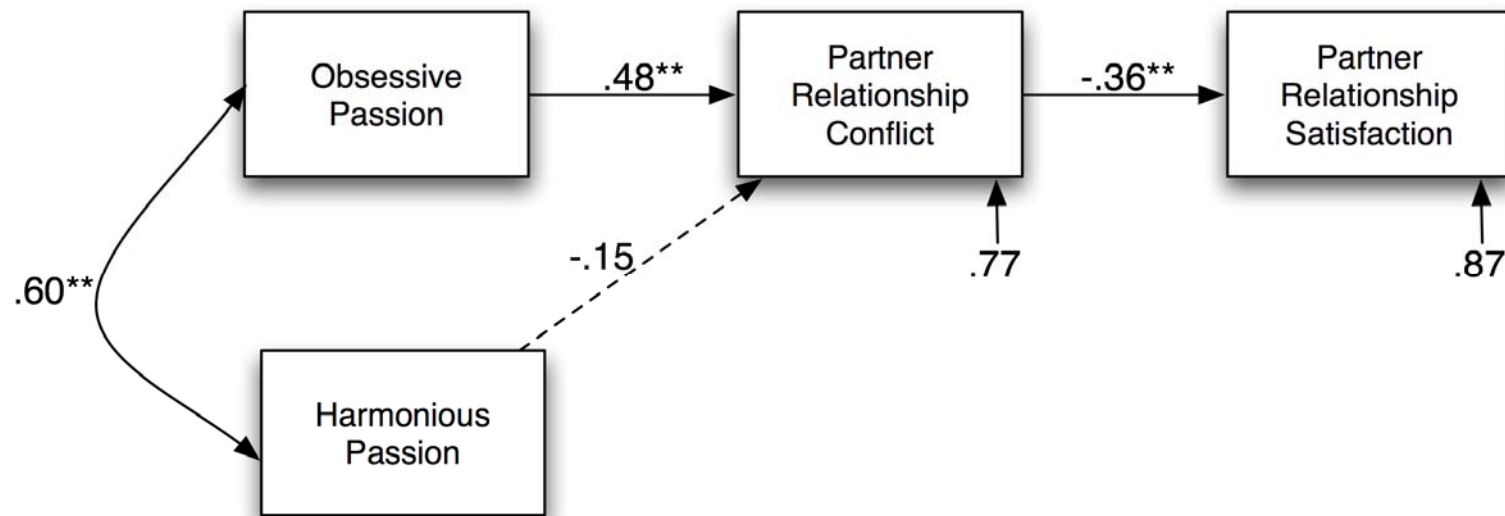 Obsessive
Passion
.48**
Partner
Relationship
Conflict
-.36**
Partner
Relationship
Satisfaction
.60**
-.15
.77
.87
Harmonious
Passion